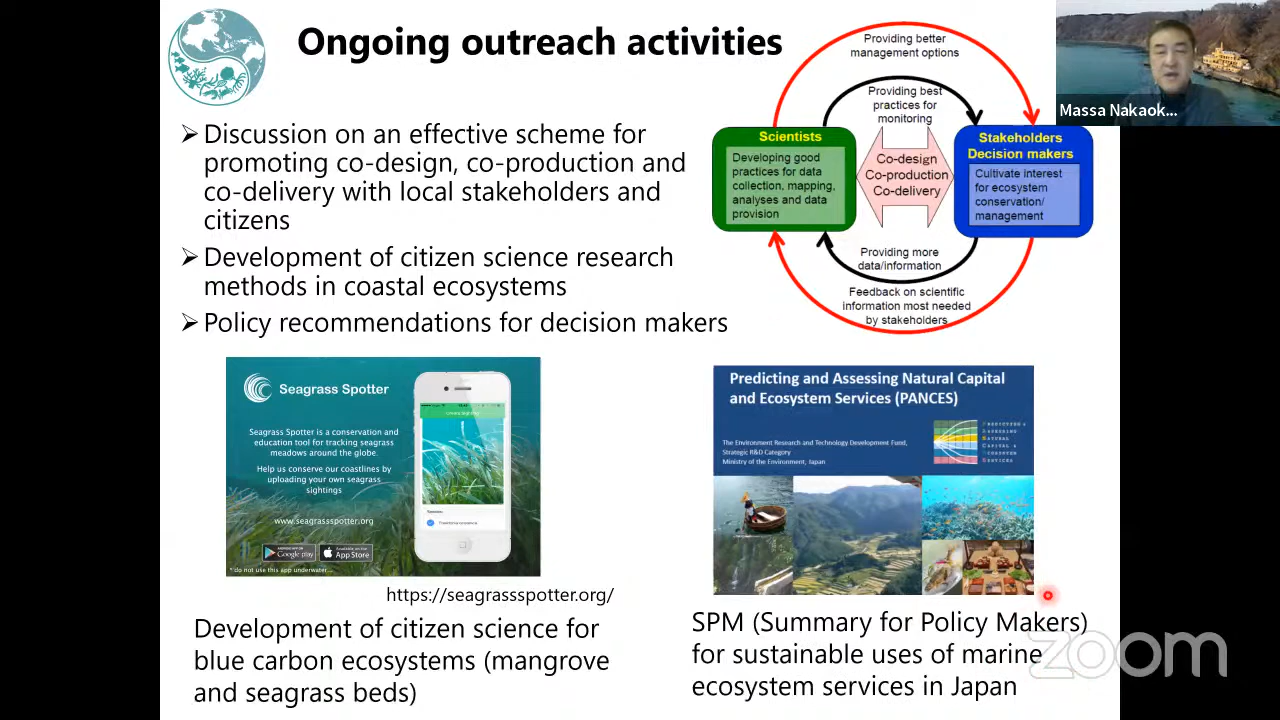 Ongoing outreach activities
Discussion on an effective scheme for
promoting co-design, co-production and
co-delivery with local stakeholders and
citizens
Development of citizen science research
methods in coastal ecosystems
Policy recommendations for decision makers
Providing better
management options
Providing best
practices for
monitoring
Scientists
Developing good
practices for data
collection, mapping,
analyses and data
provision
Co-design
Co-production
Co-delivery
Stakeholders
Decision makers
Cultivate interest
for ecosystem
conservation/
management
Providing more
data/information
Feedback on scientific
information most needed
by stakeholders
Massa Nakaok...
Seagrass Spotter
Seagrass Spotter is a conservation and
education tool for tracking seagrass
meadows around the globe.
Help us conserve our coastlines by
uploading your own seagrass
sightings
www.seagrassspotter.org
Google play
Available on the
App Store
* do not use this app underwater...
https://seagrassspotter.org/
Development of citizen science for
blue carbon ecosystems (mangrove
and seagrass beds)
Predicting and Assessing Natural Capital
and Ecosystem Services (PANCES)
The Environment Research and Technology Development Fund,
Strategic R&D Category
Ministry of the Environment, Japan
PREDICTING &
ASSESSING
NATURAL
CAPITAL &
ECOSYSTEM
SERVICES
SPM (Summary for Policy Makers)
for sustainable uses of marine
ecosystem services in Japan
zoom